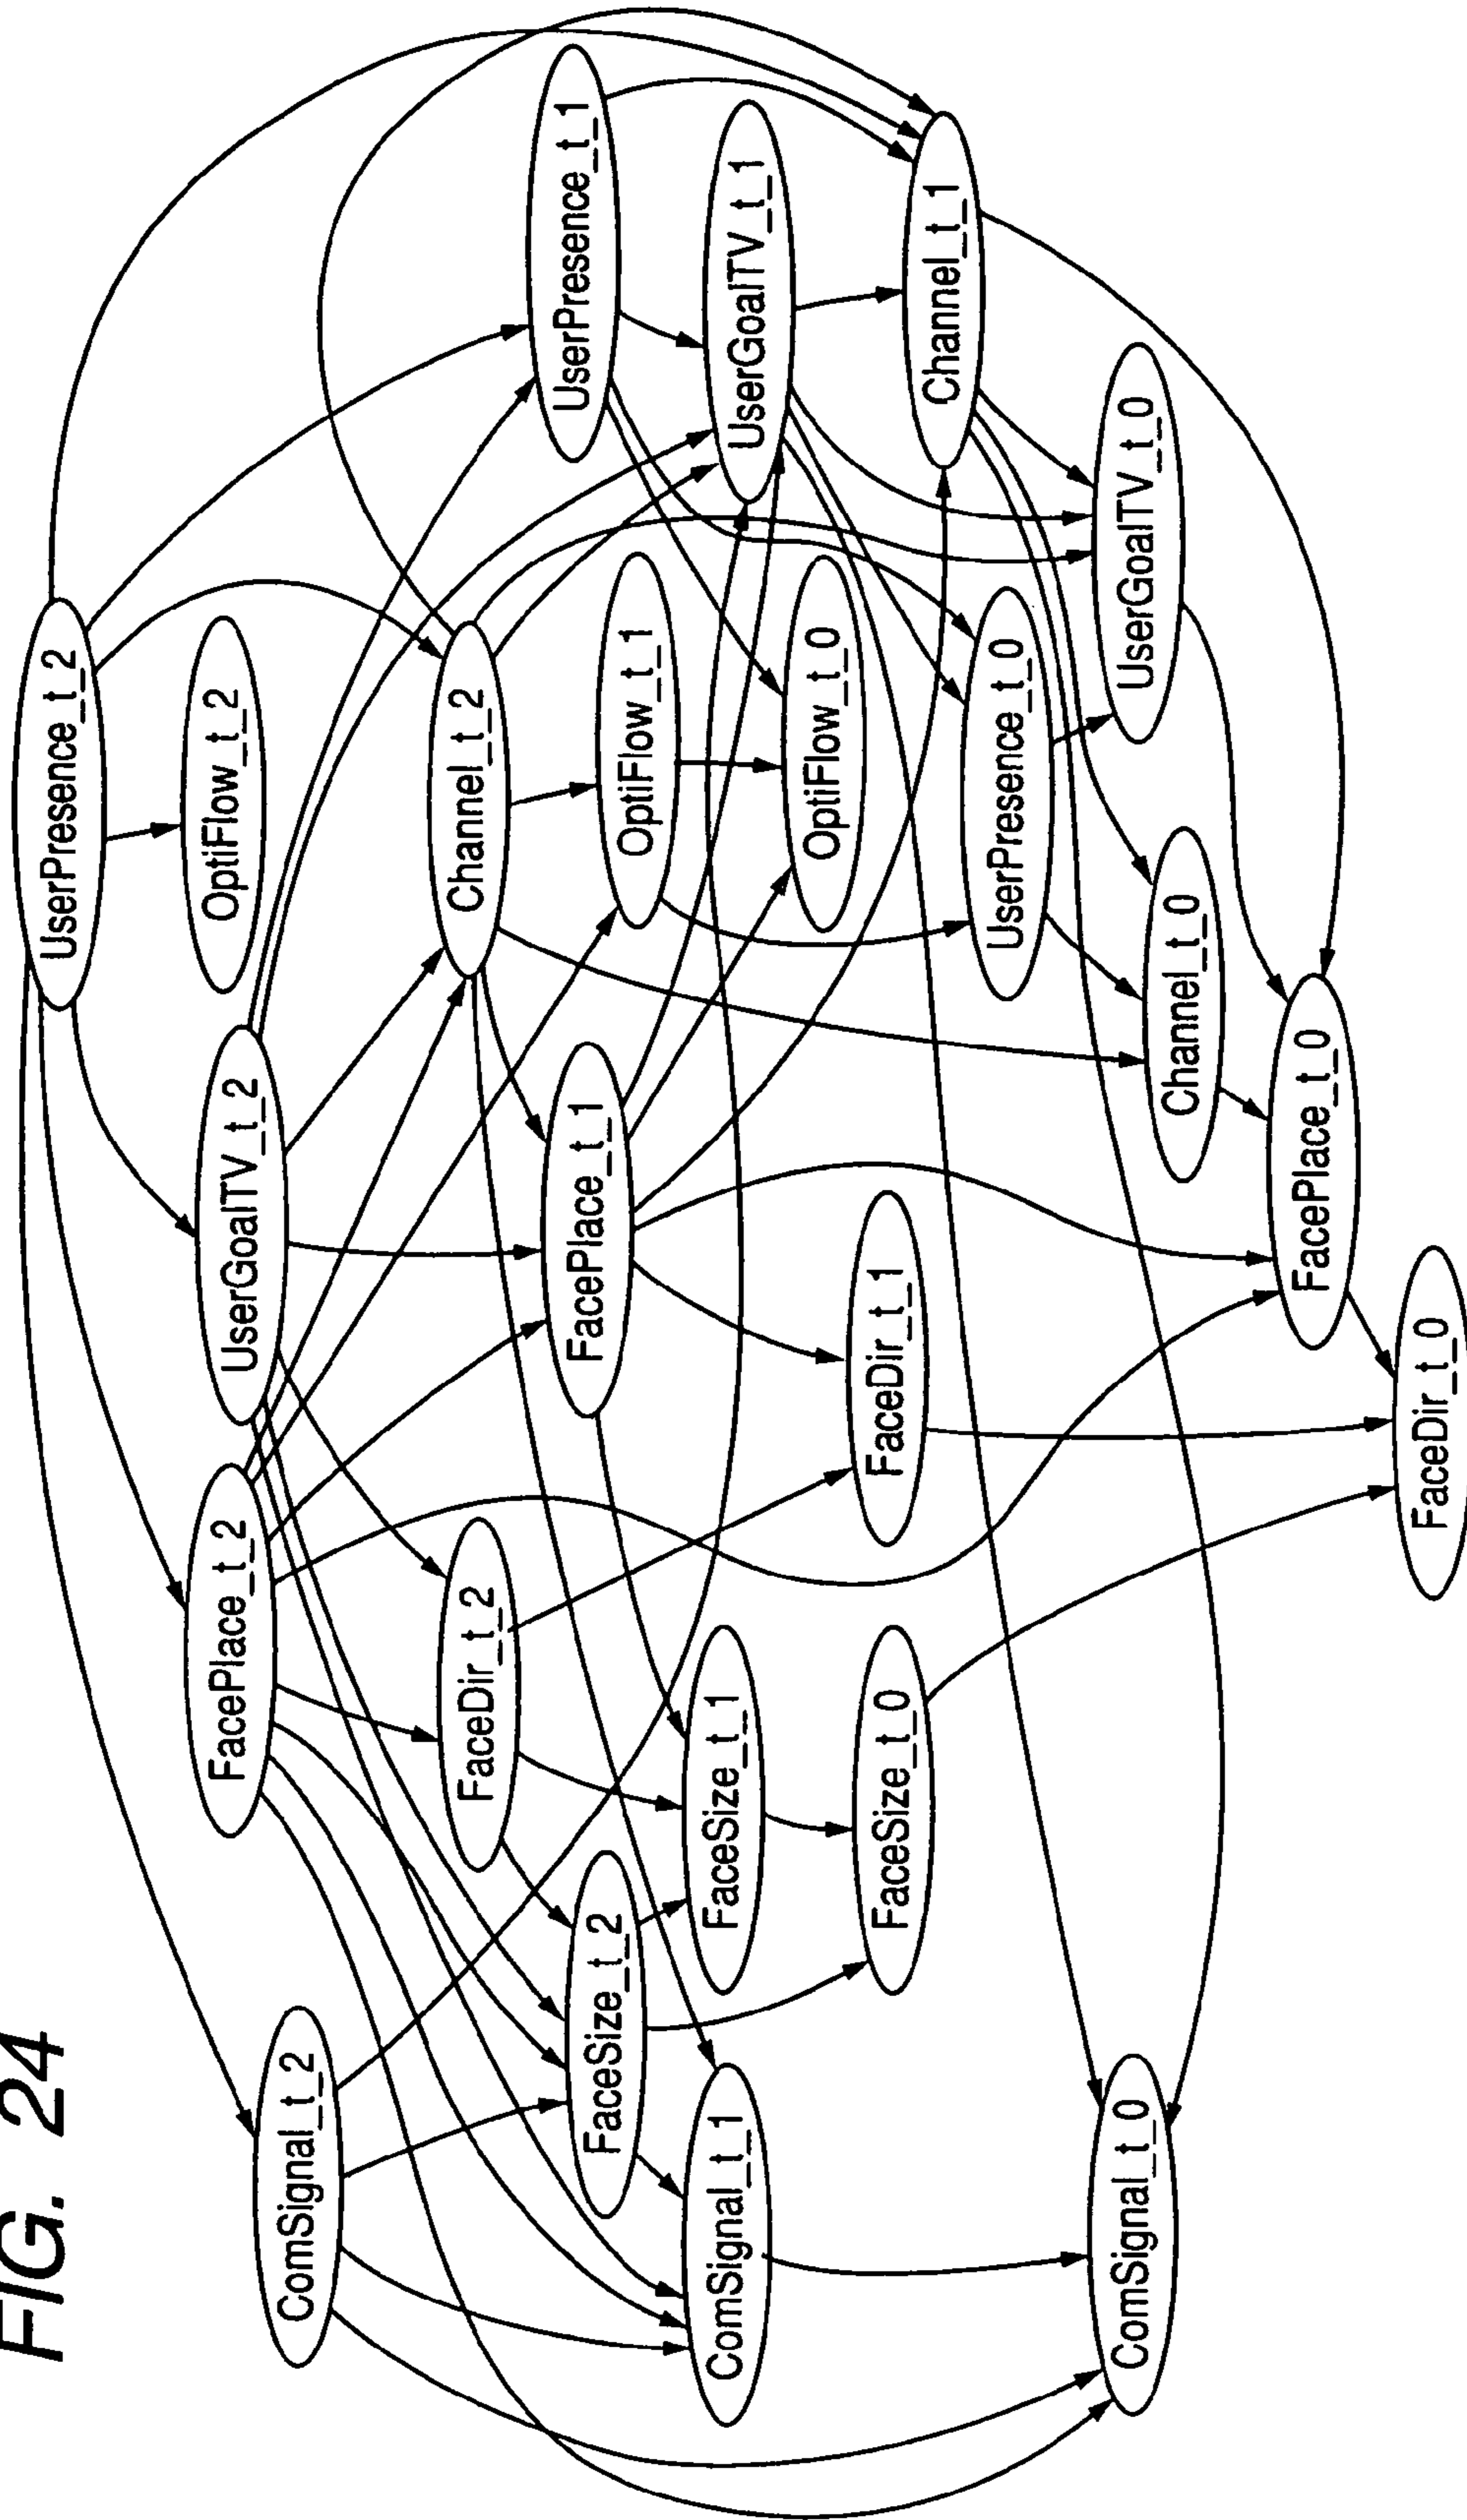 FIG. 24
UserPresence_t_2
OptiFlow_t_2
UserGoalTV_t_2
FacePlace_t_2
ComSignal_t_2
Channel_t_2
FaceDir_t_2
UserPresence_t_1
OptiFlow_t_1
FacePlace_t_1
FaceSize_t_2
UserGoalTV_t_1
FaceSize_t_1
ComSignal_t_1
OptiFlow_t_0
FaceDir_t_1
FaceSize_t_0
Channel_t_1
UserPresence_t_0
UserGoalTV_t_0
Channel_t_0
ComSignal_t_0
FacePlace_t_0
FaceDir_t_0